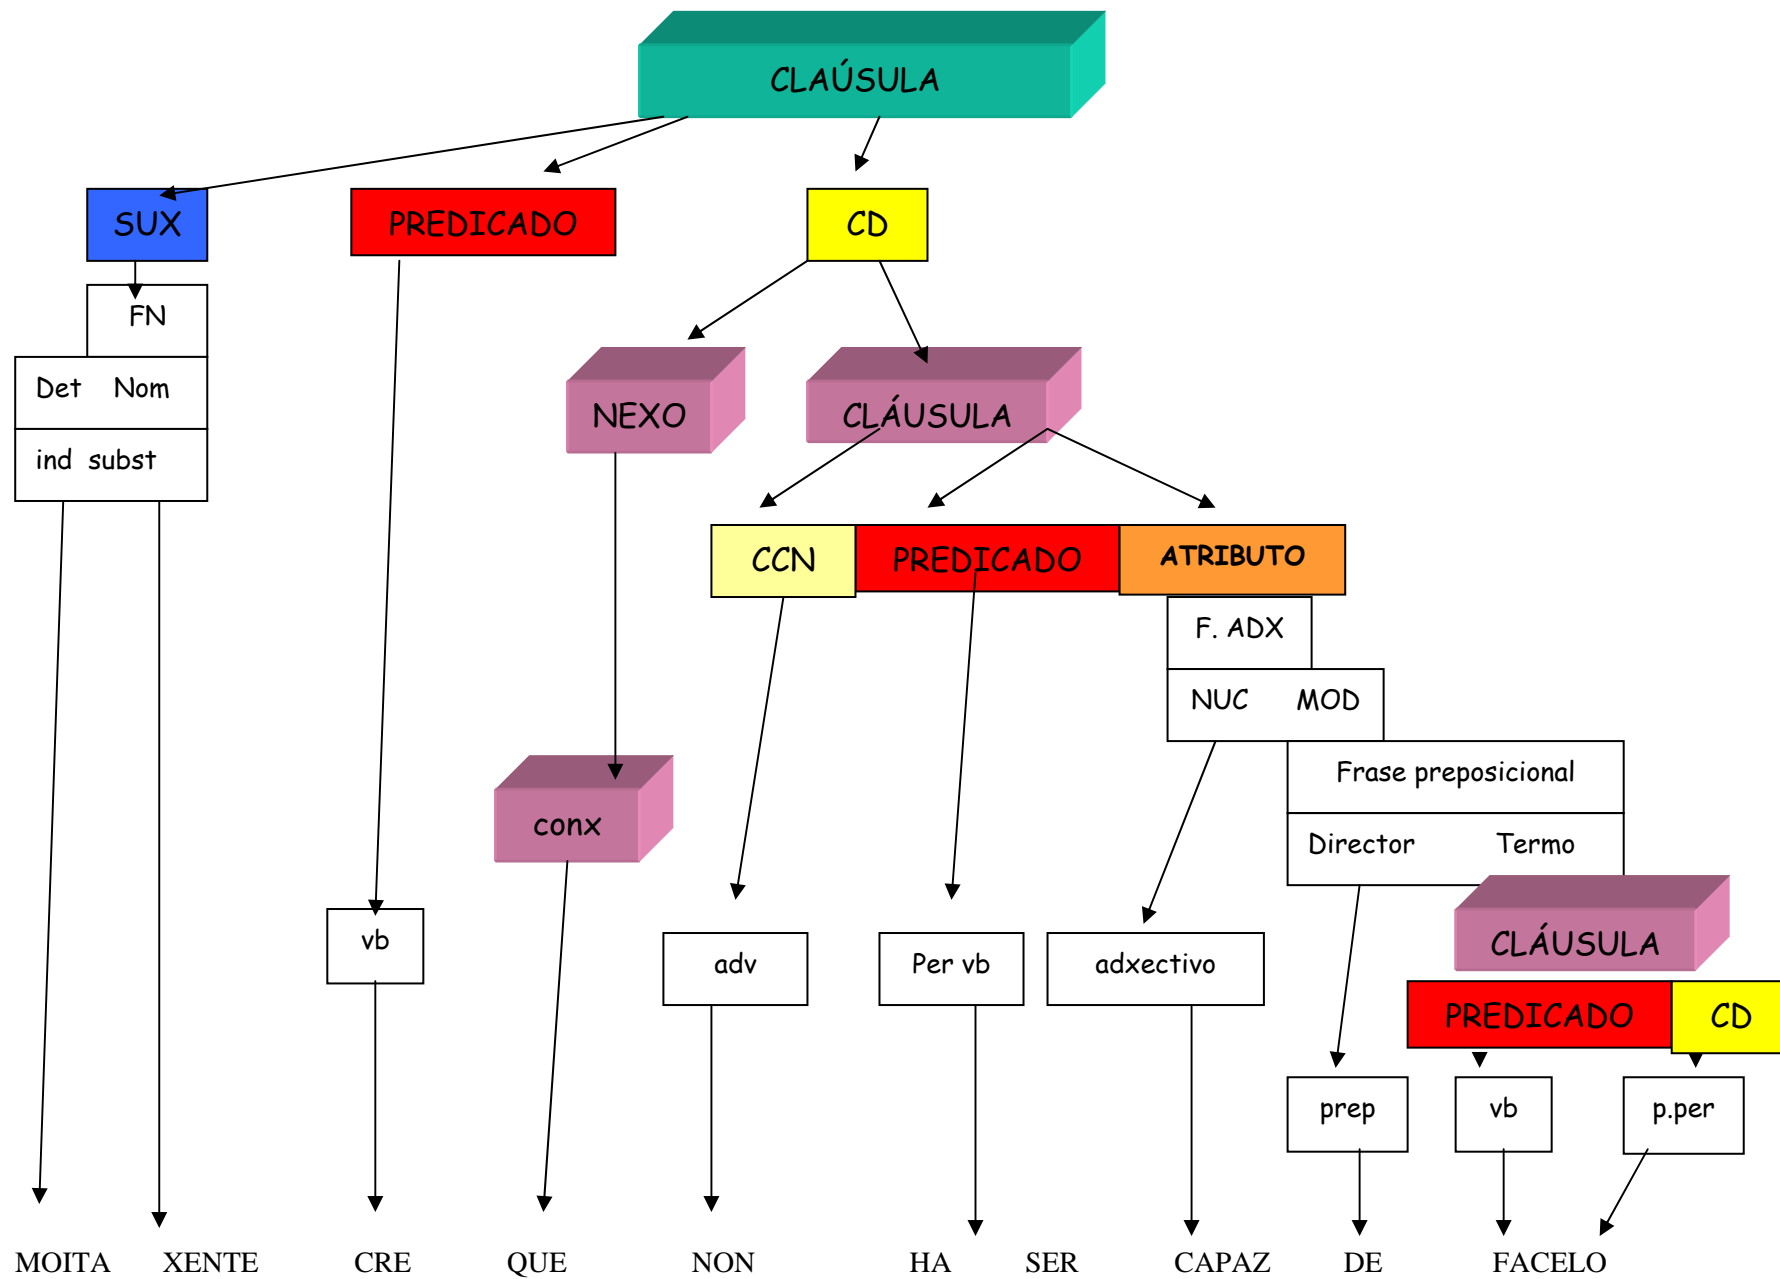 CLAÚSULA
SUX PREDICADO CD
FN
Det Nom
NEXO CLÁUSULA
ind subst
CCN PREDICADO ATRIBUTO
F. ADX
NUC MOD
Frase preposicional
conx
Director Termo
vb
CLÁUSULA
adv Per vb adxectivo
PREDICADO CD
prep vb p.per
MOITA XENTE CRE QUE NON HA SER CAPAZ DE FACELO